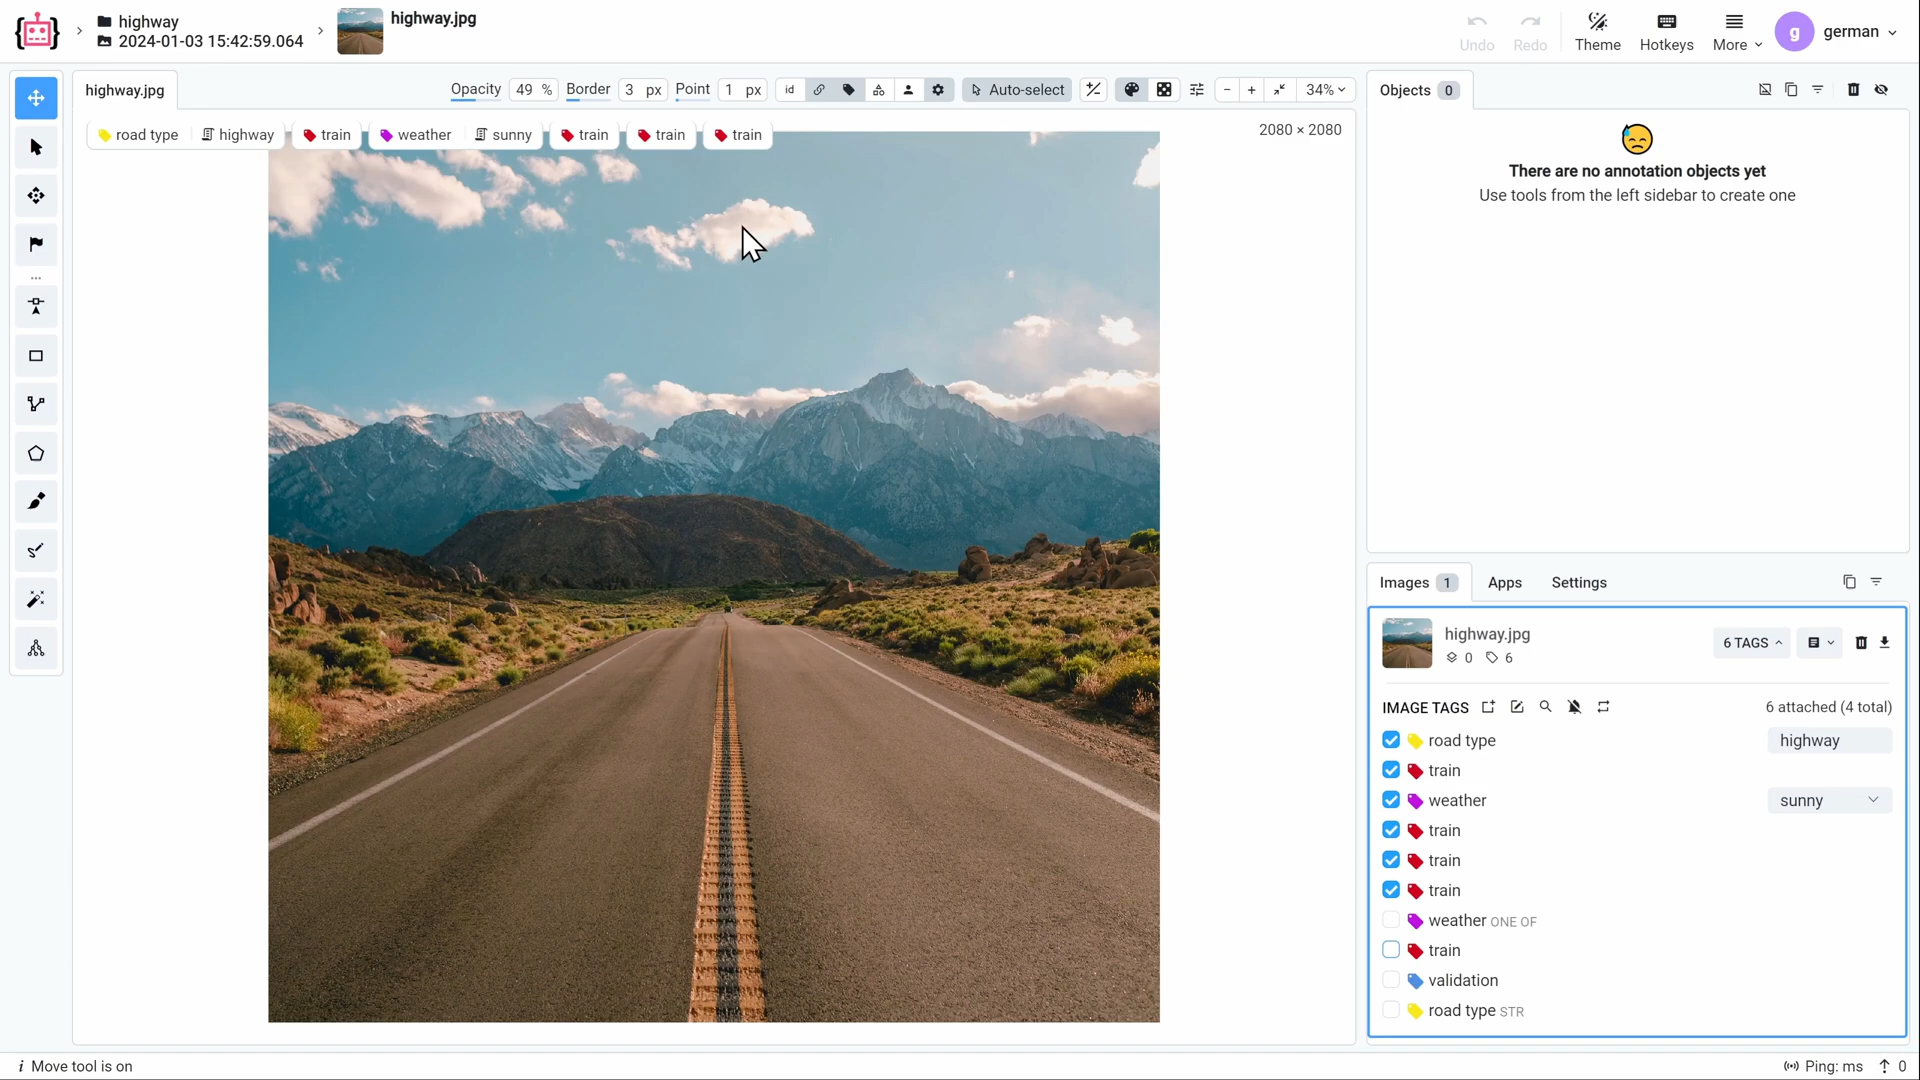 highway
2024-01-03 15:42:59.064
highway.jpg
Undo
Redo
Theme
Hotkeys
More
g
german
highway.jpg
Opacity 49 %
Border 3 px
Point 1 px
id
Auto-select
34%
road type highway train weather sunny train train train
2080 × 2080
Objects 0
There are no annotation objects yet
Use tools from the left sidebar to create one
Images 1
Apps
Settings
highway.jpg
0 6
6 TAGS
IMAGE TAGS
6 attached (4 total)
road type highway
train
weather sunny
train
train
train
weather ONE OF
train
validation
road type STR
i Move tool is on
Ping: ms
0